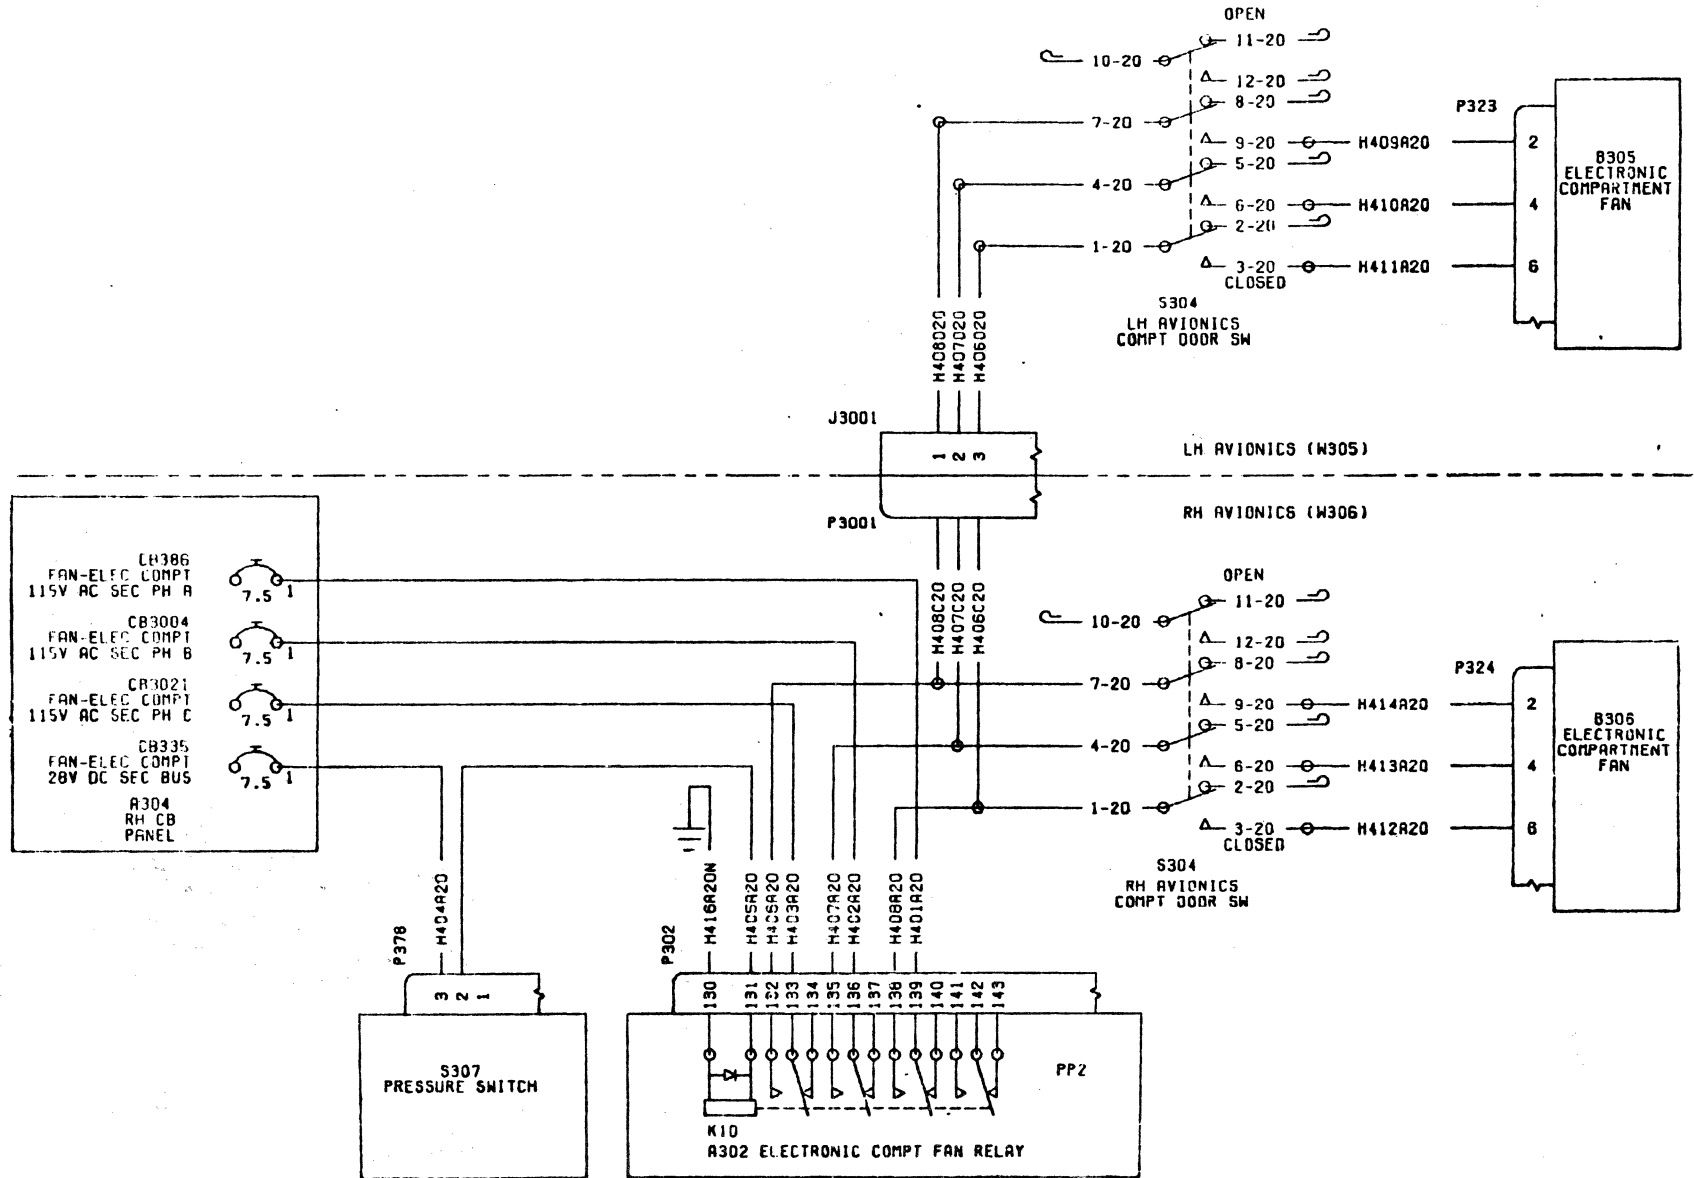 OPEN
10-20
11-20
12-20
7-20
8-20
9-20
H409A20
4-20
5-20
6-20
H410A20
1-20
2-20
3-20
H411A20
CLOSED
S304
LH AVIONICS
COMPT DOOR SW
P323
2
4
6
B305
ELECTRONIC
COMPARTMENT
FAN
H408D20
H407D20
H406D20
J3001
1 2 3
LH AVIONICS (W305)
P3001
RH AVIONICS (W306)
H408C20
H407C20
H406C20
CB386
FAN-ELEC COMPT
115V AC SEC PH A
7.5 1
CB3004
FAN-ELEC COMPT
115V AC SEC PH B
7.5 1
CB3021
FAN-ELEC COMPT
115V AC SEC PH C
7.5 1
CB335
FAN-ELEC COMPT
28V DC SEC BUS
7.5 1
A304
RH CB
PANEL
OPEN
10-20
11-20
12-20
7-20
8-20
9-20
H414A20
4-20
5-20
6-20
H413A20
1-20
2-20
3-20
H412A20
CLOSED
S304
RH AVIONICS
COMPT DOOR SW
P324
2
4
6
B306
ELECTRONIC
COMPARTMENT
FAN
P378
H404A20
3 2 1
S307
PRESSURE SWITCH
P302
H416A20N
H405A20
H406A20
H403A20
H407A20
H402A20
H408A20
H401A20
130 131 132 133 134 135 136 137 138 139 140 141 142 143
PP2
K10
A302 ELECTRONIC COMPT FAN RELAY